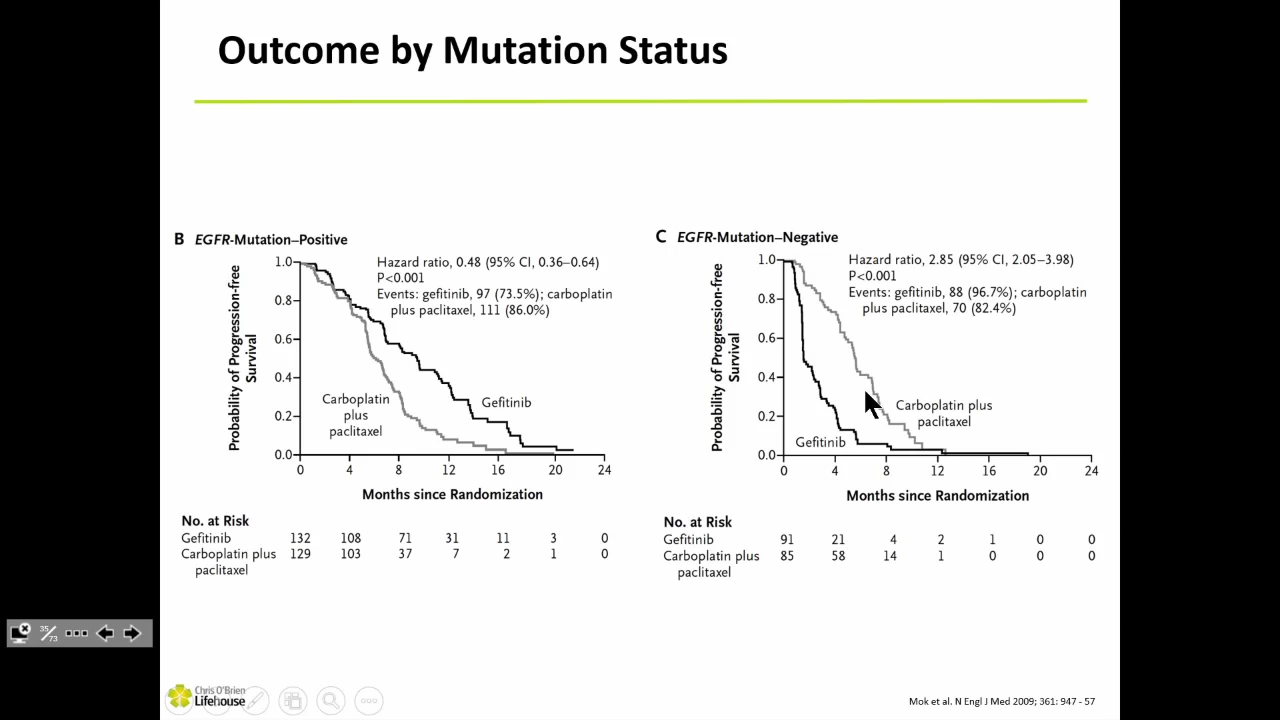 Outcome by Mutation Status
B EGFR-Mutation–Positive
Hazard ratio, 0.48 (95% CI, 0.36–0.64)
P<0.001
Events: gefitinib, 97 (73.5%); carboplatin
plus paclitaxel, 111 (86.0%)
Probability of Progression-free
Survival
1.0
0.8
0.6
0.4
0.2
0.0
Carboplatin
plus
paclitaxel
Gefitinib
0 4 8 12 16 20 24
Months since Randomization
No. at Risk
Gefitinib 132 108 71 31 11 3 0
Carboplatin plus 129 103 37 7 2 1 0
paclitaxel
C EGFR-Mutation–Negative
Hazard ratio, 2.85 (95% CI, 2.05–3.98)
P<0.001
Events: gefitinib, 88 (96.7%); carboplatin
plus paclitaxel, 70 (82.4%)
Probability of Progression-free
Survival
1.0
0.8
0.6
0.4
0.2
0.0
Carboplatin plus
paclitaxel
Gefitinib
0 4 8 12 16 20 24
Months since Randomization
No. at Risk
Gefitinib 91 21 4 2 1 0 0
Carboplatin plus 85 58 14 1 0 0 0
paclitaxel
35/73
Chris O'Brien
Lifehouse
Mok et al. N Engl J Med 2009; 361: 947 - 57